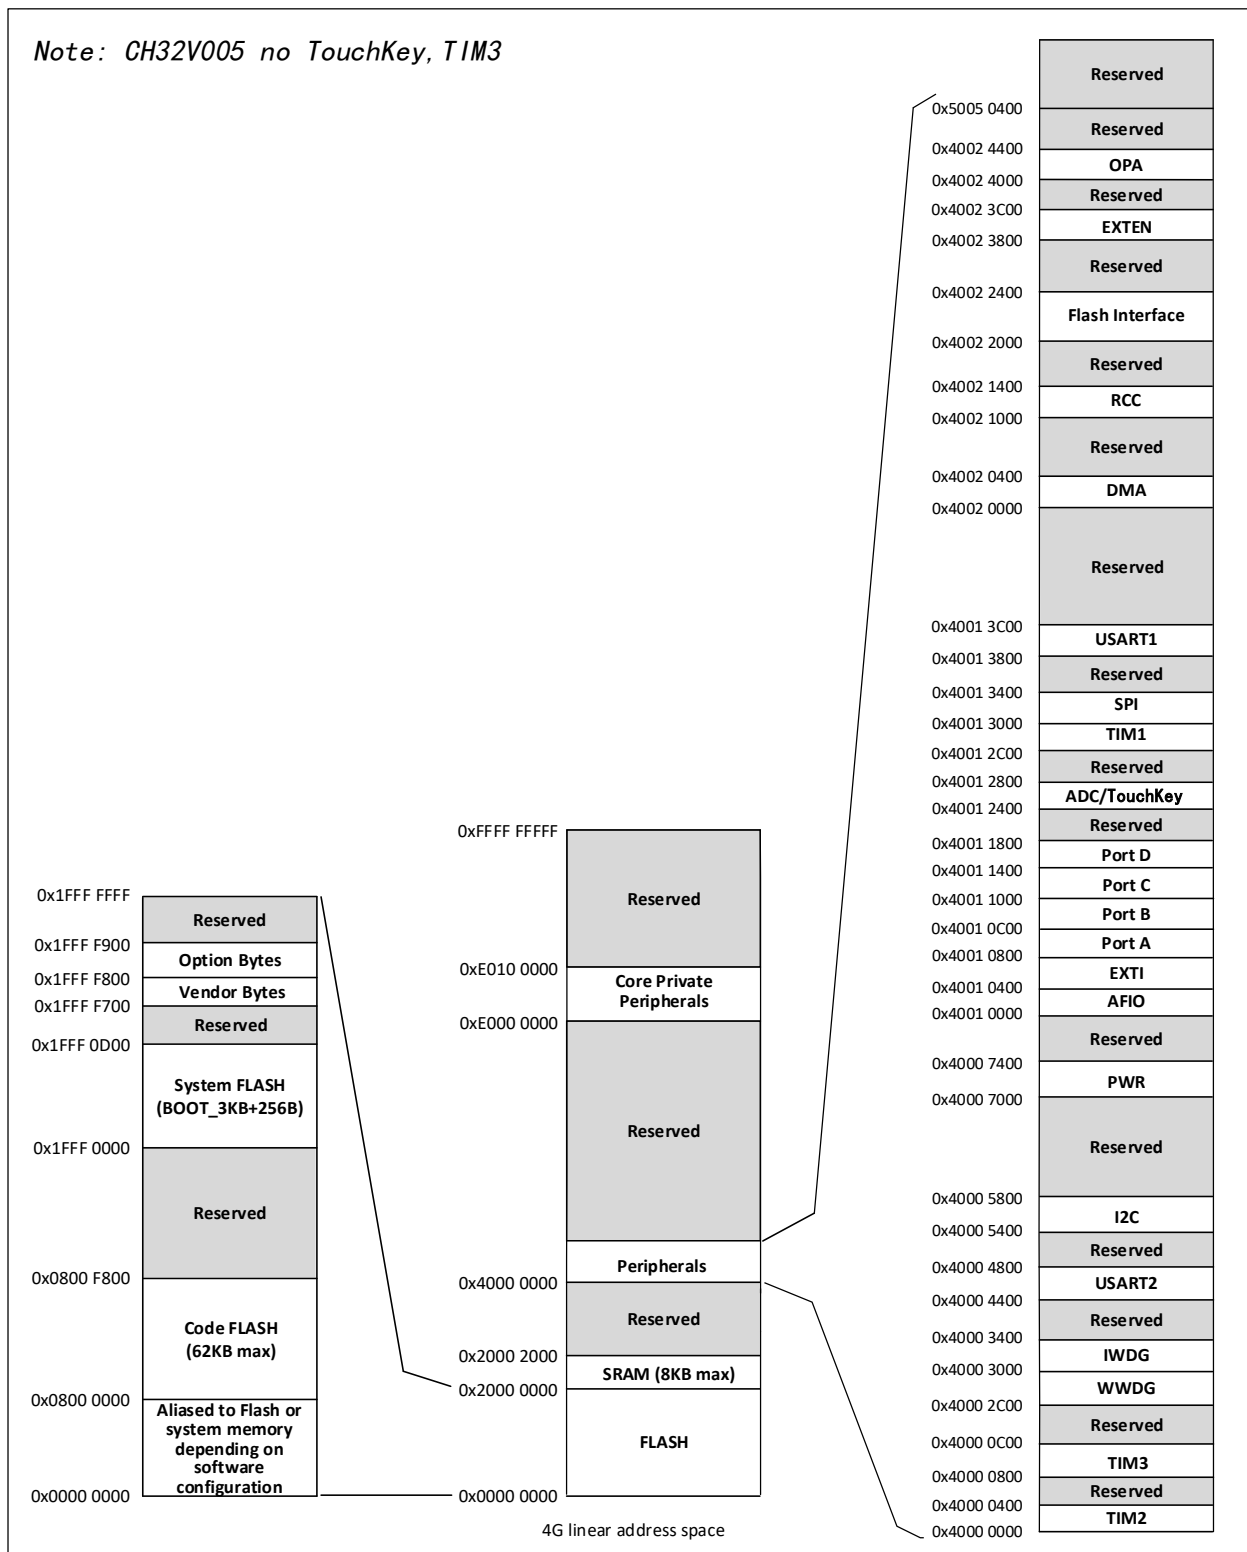 Note: CH32V005 no TouchKey, TIM3
0x1FFF FFFF
Reserved
0x1FFF F900
Option Bytes
0x1FFF F800
Vendor Bytes
0x1FFF F700
Reserved
0x1FFF 0D00
System FLASH
(BOOT_3KB+256B)
0x1FFF 0000
Reserved
0x0800 F800
Code FLASH
(62KB max)
0x0800 0000
Aliased to Flash or
system memory
depending on
software
configuration
0x0000 0000
0xFFFF FFFFF
Reserved
0xE010 0000
Core Private
Peripherals
0xE000 0000
Reserved
Peripherals
0x4000 0000
Reserved
0x2000 2000
SRAM (8KB max)
0x2000 0000
FLASH
0x0000 0000
4G linear address space
Reserved
0x5005 0400
Reserved
0x4002 4400
OPA
0x4002 4000
Reserved
0x4002 3C00
EXTEN
0x4002 3800
Reserved
0x4002 2400
Flash Interface
0x4002 2000
Reserved
0x4002 1400
RCC
0x4002 1000
Reserved
0x4002 0400
DMA
0x4002 0000
Reserved
0x4001 3C00
USART1
0x4001 3800
Reserved
0x4001 3400
SPI
0x4001 3000
TIM1
0x4001 2C00
Reserved
0x4001 2800
ADC/TouchKey
0x4001 2400
Reserved
0x4001 1800
Port D
0x4001 1400
Port C
0x4001 1000
Port B
0x4001 0C00
Port A
0x4001 0800
EXTI
0x4001 0400
AFIO
0x4001 0000
Reserved
0x4000 7400
PWR
0x4000 7000
Reserved
0x4000 5800
I2C
0x4000 5400
Reserved
0x4000 4800
USART2
0x4000 4400
Reserved
0x4000 3400
IWDG
0x4000 3000
WWDG
0x4000 2C00
Reserved
0x4000 0C00
TIM3
0x4000 0800
Reserved
0x4000 0400
TIM2
0x4000 0000